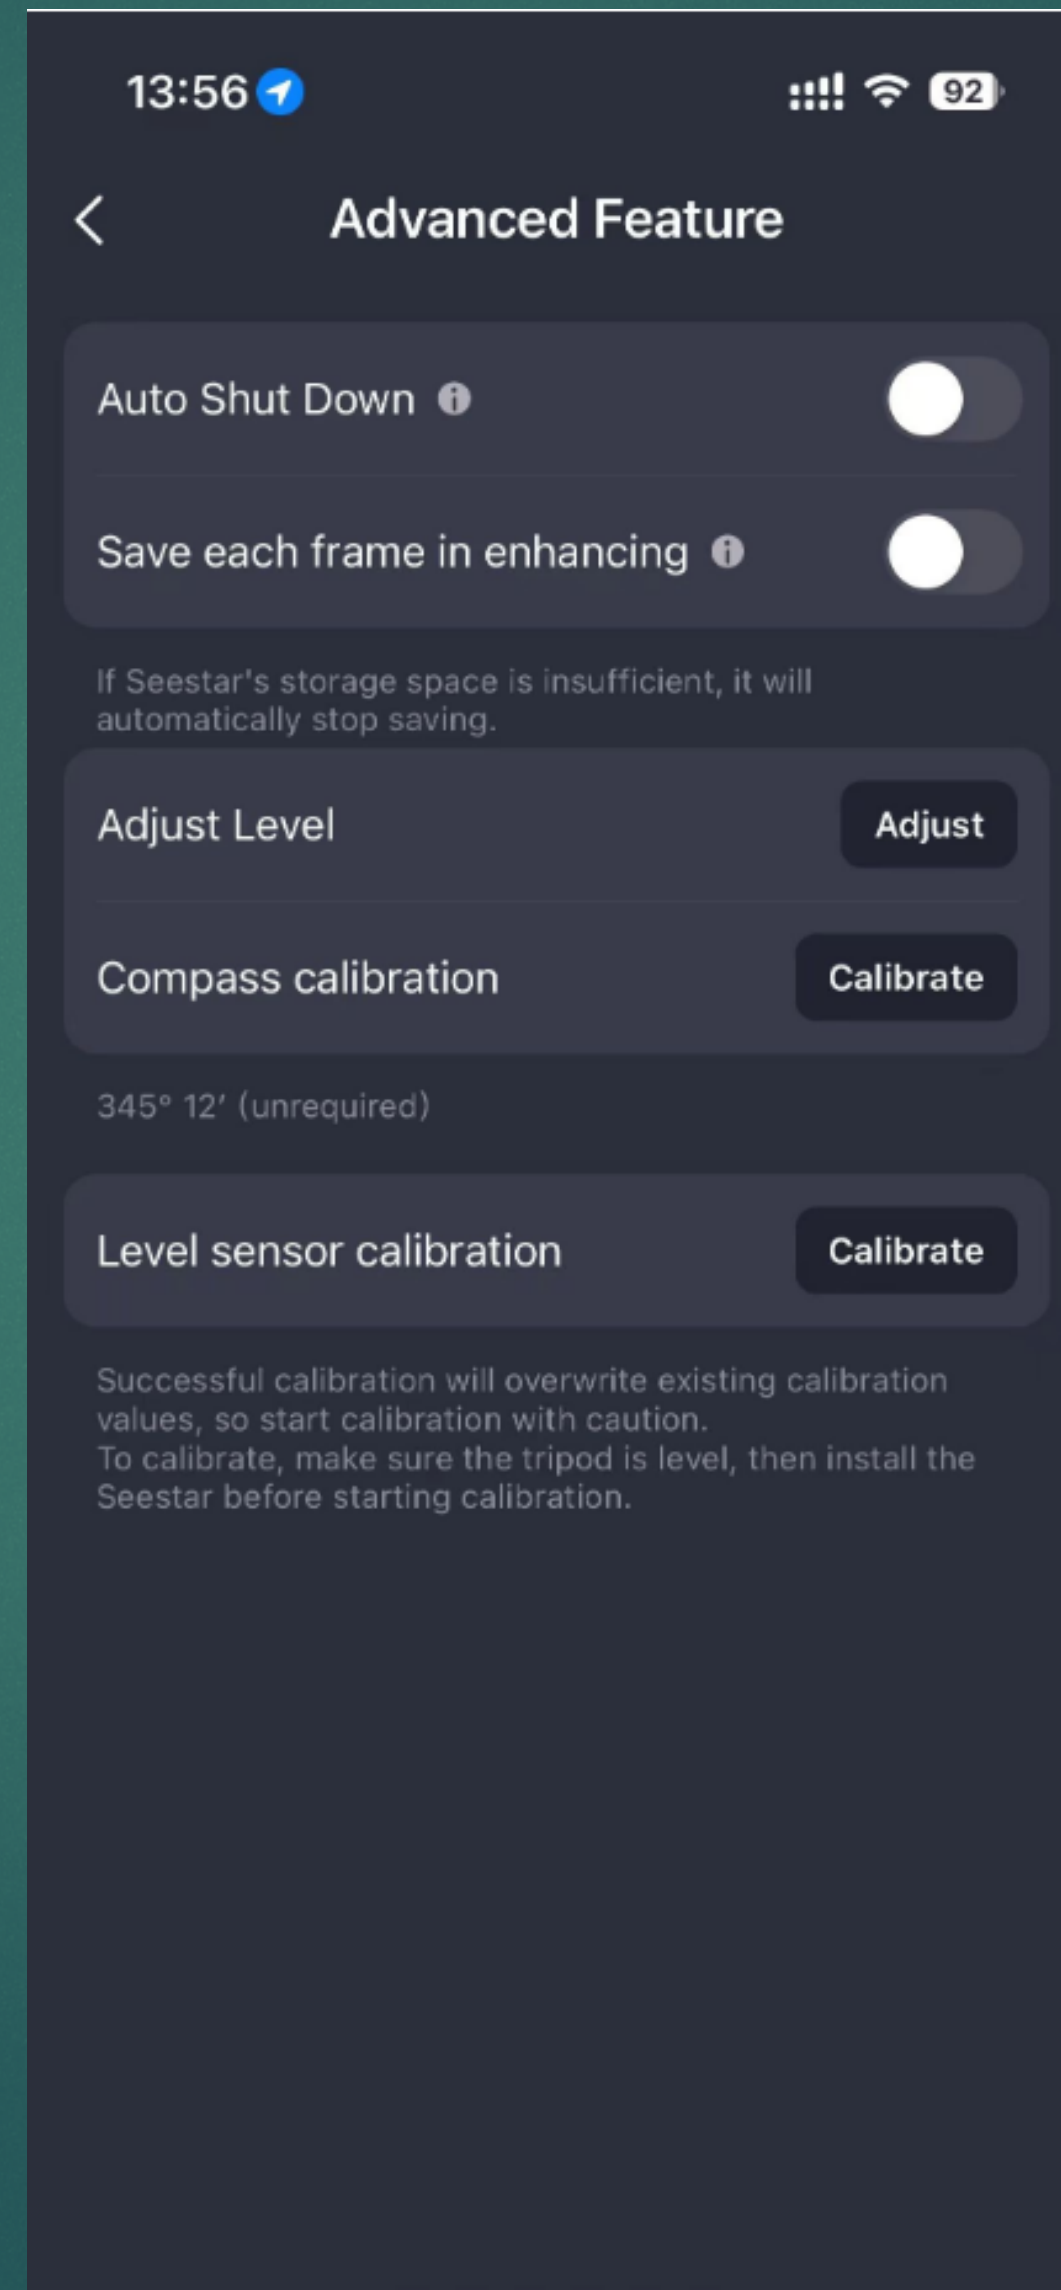 13:56
92
Advanced Feature
Auto Shut Down
Save each frame in enhancing
If Seestar's storage space is insufficient, it will
automatically stop saving.
Adjust Level
Adjust
Compass calibration
Calibrate
345° 12′ (unrequired)
Level sensor calibration
Calibrate
Successful calibration will overwrite existing calibration
values, so start calibration with caution.
To calibrate, make sure the tripod is level, then install the
Seestar before starting calibration.